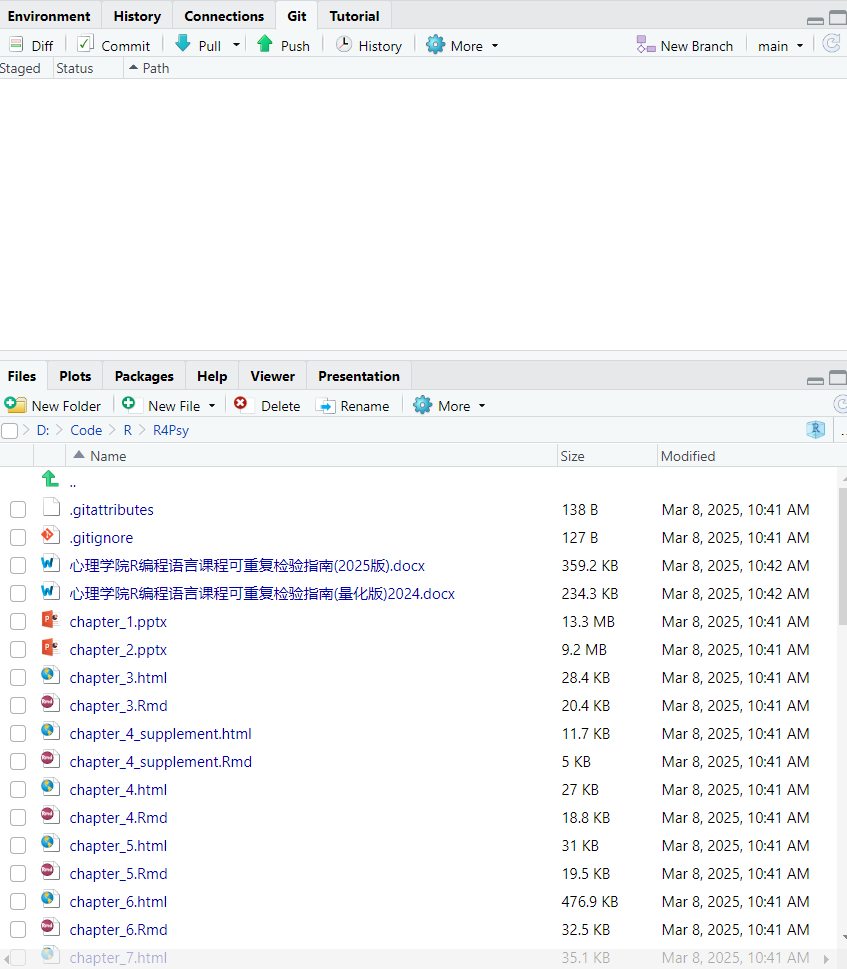 Environment History Connections Git Tutorial
Diff Commit Pull Push History More New Branch main
Staged Status Path
Files Plots Packages Help Viewer Presentation
New Folder New File Delete Rename More
D: Code R R4Psy R ..
Name Size Modified
..
.gitattributes 138 B Mar 8, 2025, 10:41 AM
.gitignore 127 B Mar 8, 2025, 10:41 AM
心理学院R编程语言课程可重复检验指南(2025版).docx 359.2 KB Mar 8, 2025, 10:42 AM
心理学院R编程语言课程可重复检验指南(量化版)2024.docx 234.3 KB Mar 8, 2025, 10:42 AM
chapter_1.pptx 13.3 MB Mar 8, 2025, 10:41 AM
chapter_2.pptx 9.2 MB Mar 8, 2025, 10:41 AM
chapter_3.html 28.4 KB Mar 8, 2025, 10:41 AM
chapter_3.Rmd 20.4 KB Mar 8, 2025, 10:41 AM
chapter_4_supplement.html 11.7 KB Mar 8, 2025, 10:41 AM
chapter_4_supplement.Rmd 5 KB Mar 8, 2025, 10:41 AM
chapter_4.html 27 KB Mar 8, 2025, 10:41 AM
chapter_4.Rmd 18.8 KB Mar 8, 2025, 10:41 AM
chapter_5.html 31 KB Mar 8, 2025, 10:41 AM
chapter_5.Rmd 19.5 KB Mar 8, 2025, 10:41 AM
chapter_6.html 476.9 KB Mar 8, 2025, 10:41 AM
chapter_6.Rmd 32.5 KB Mar 8, 2025, 10:41 AM
chapter_7.html 35.1 KB Mar 8, 2025, 10:41 AM